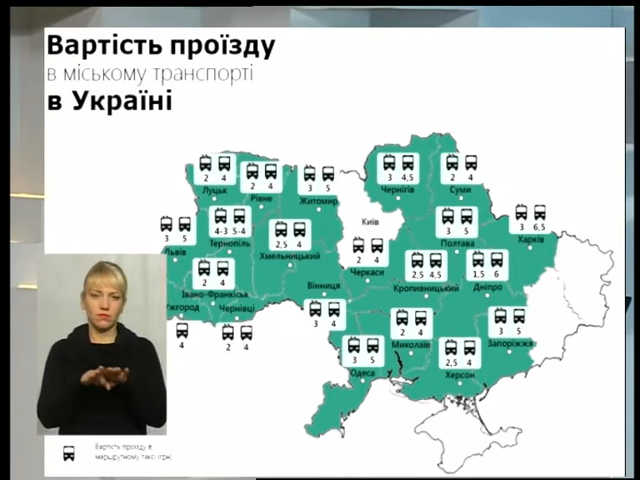 Вартість проїзду
в міському транспорті
в Україні
2 4
Луцьк
2 4
Рівне
3 5
Житомир
3 4,5
Чернігів
2 4
Суми
3 5
Львів
4-3 5-4
Тернопіль
2,5 4
Хмельницький
Київ
2 4
Черкаси
3 5
Полтава
3 6,5
Харків
2 4
Івано-Франківськ
Ужгород
4
Чернівці
2 4
Вінниця
3 4
2,5 4,5
Кропивницький
1,5 6
Дніпро
2 4
Миколаїв
3 5
Запоріжжя
3 5
Одеса
2,5 4
Херсон
Вартість проїзду в
маршрутному таксі (грн)